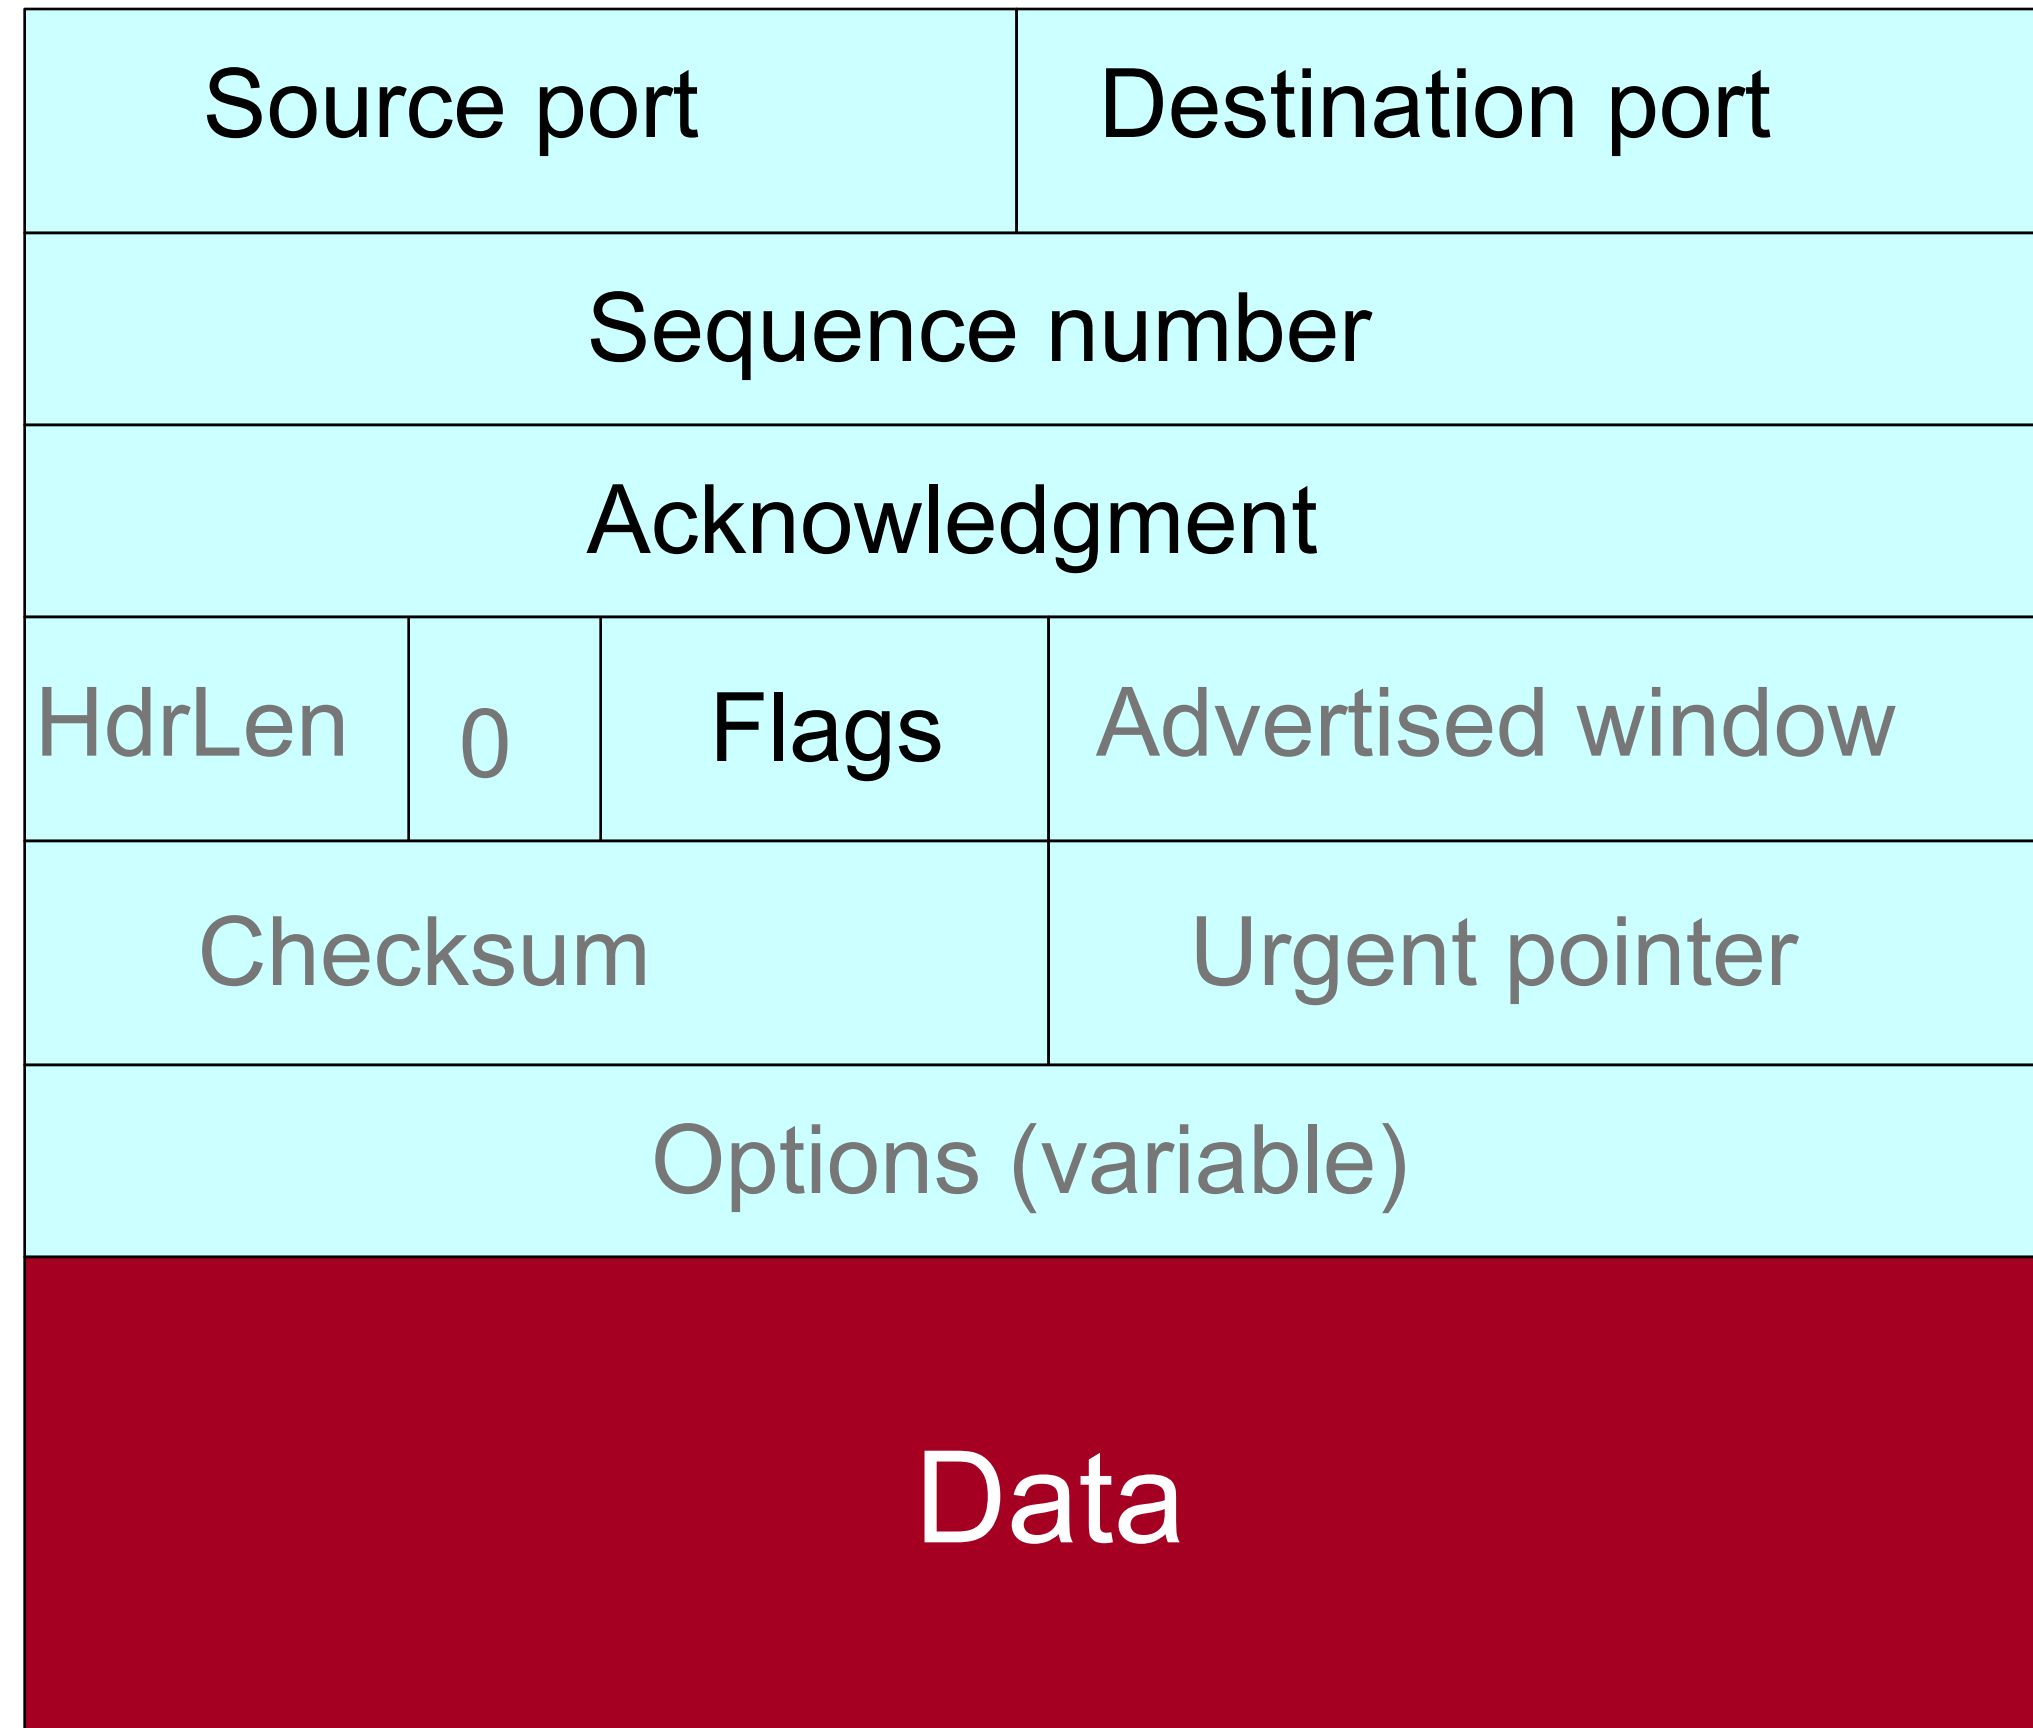 Source port
Destination port
Sequence number
Acknowledgment
HdrLen
0
Flags
Advertised window
Checksum
Urgent pointer
Options (variable)
Data